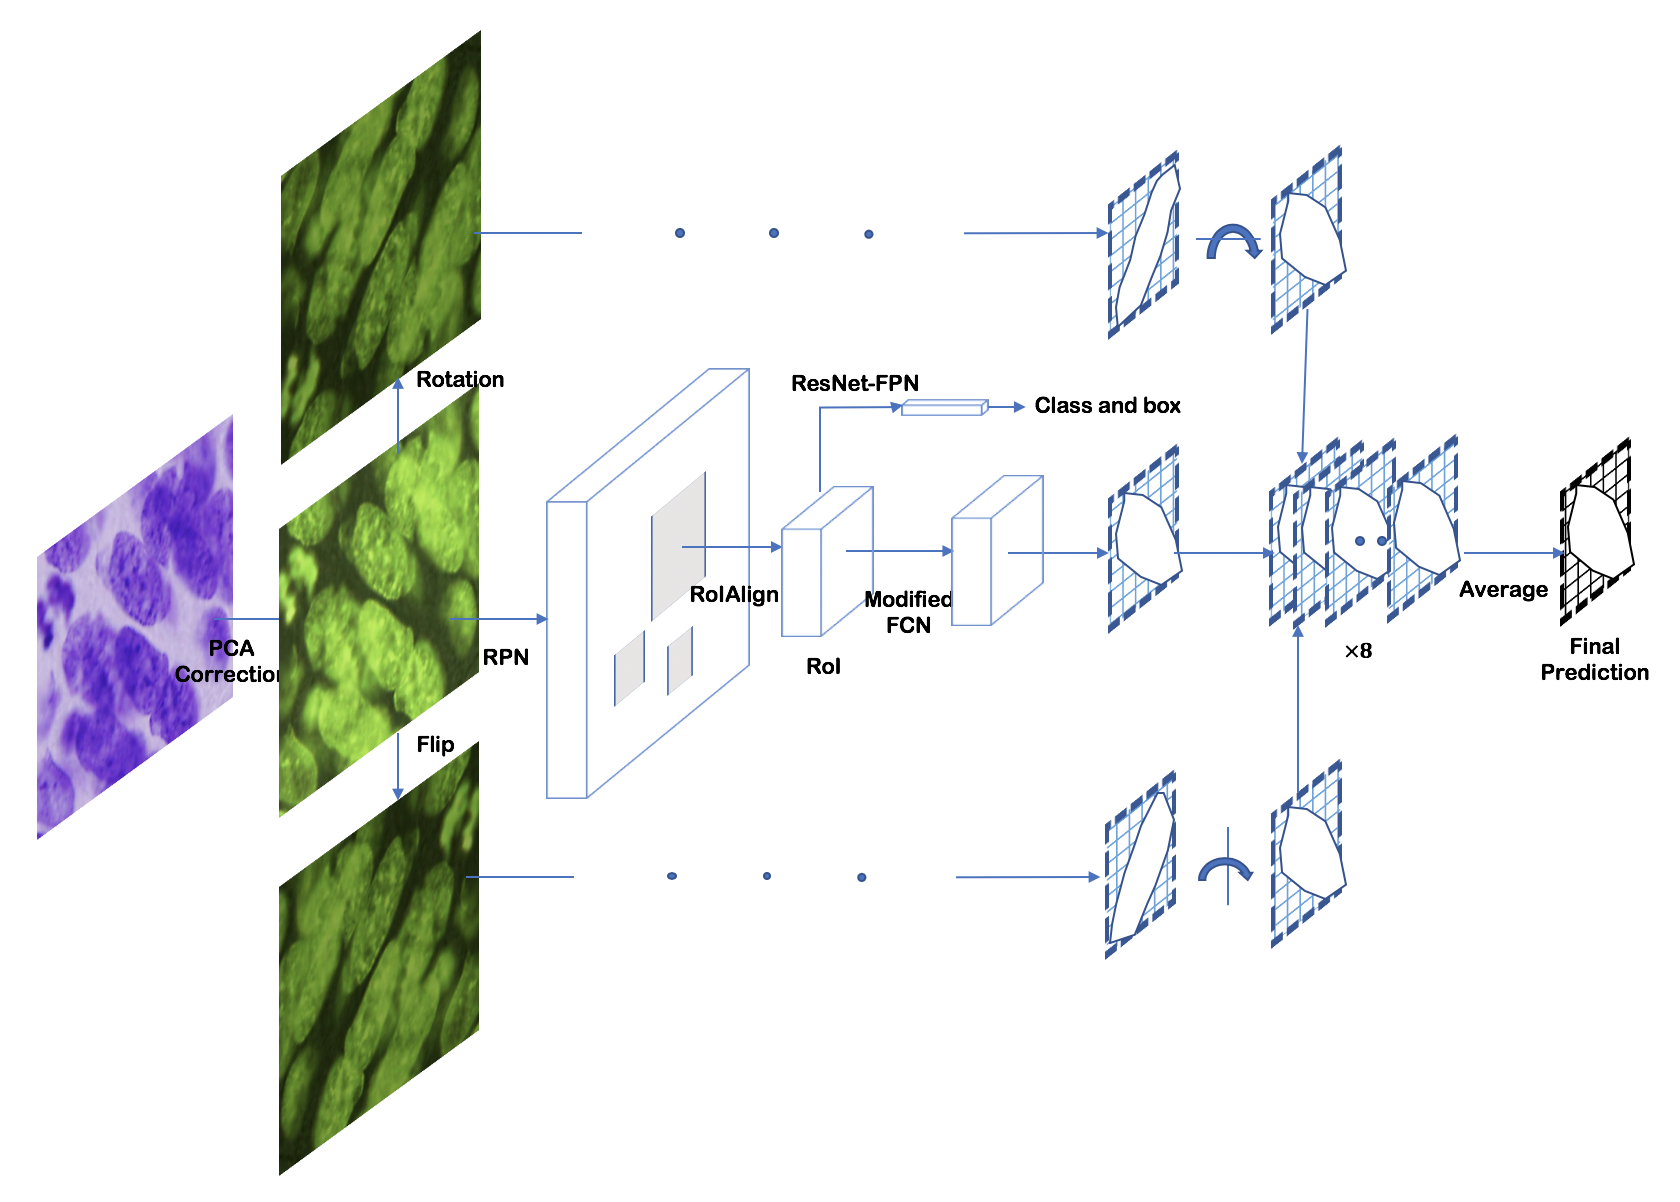 Rotation
ResNet-FPN
Class and box
PCA
Correction
RPN
RoIAlign
RoI
Modified
FCN
×8
Average
Final
Prediction
Flip